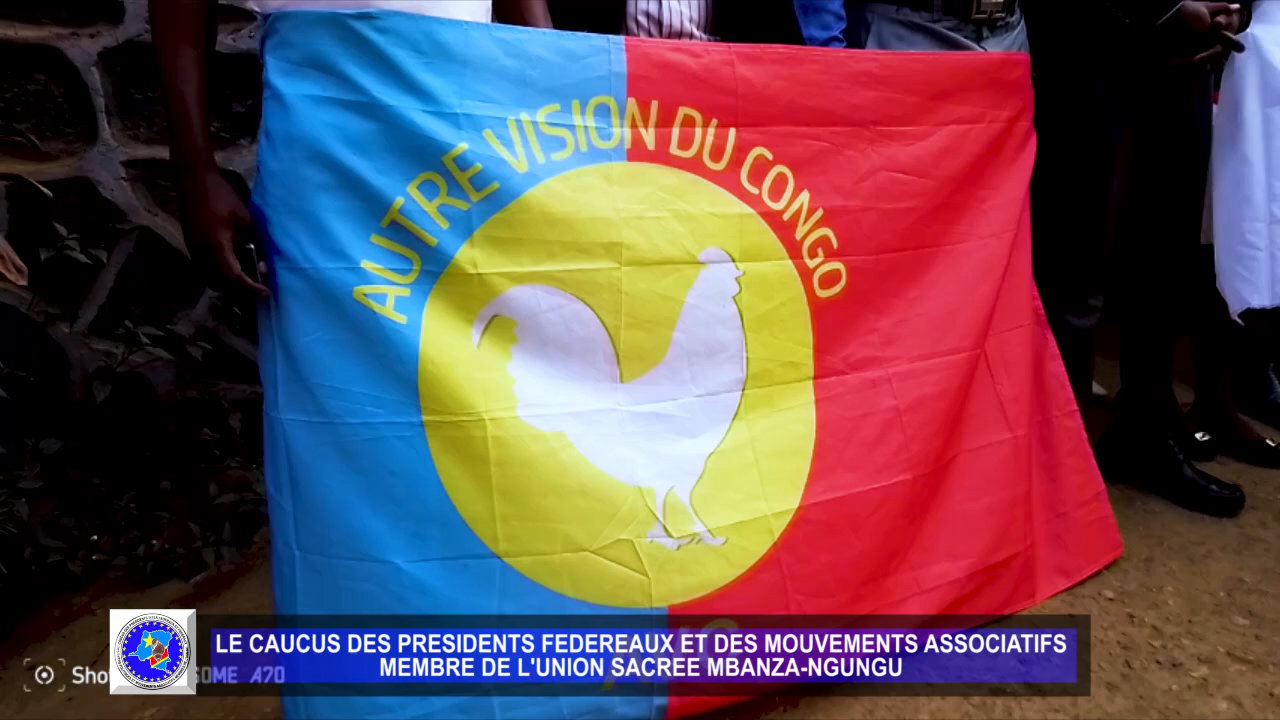 AUTRE VISION DU CONGO
LE CAUCUS DES PRESIDENTS FEDEREAUX ET DES MOUVEMENTS ASSOCIATIFS
MEMBRE DE L'UNION SACREE MBANZA-NGUNGU
A70